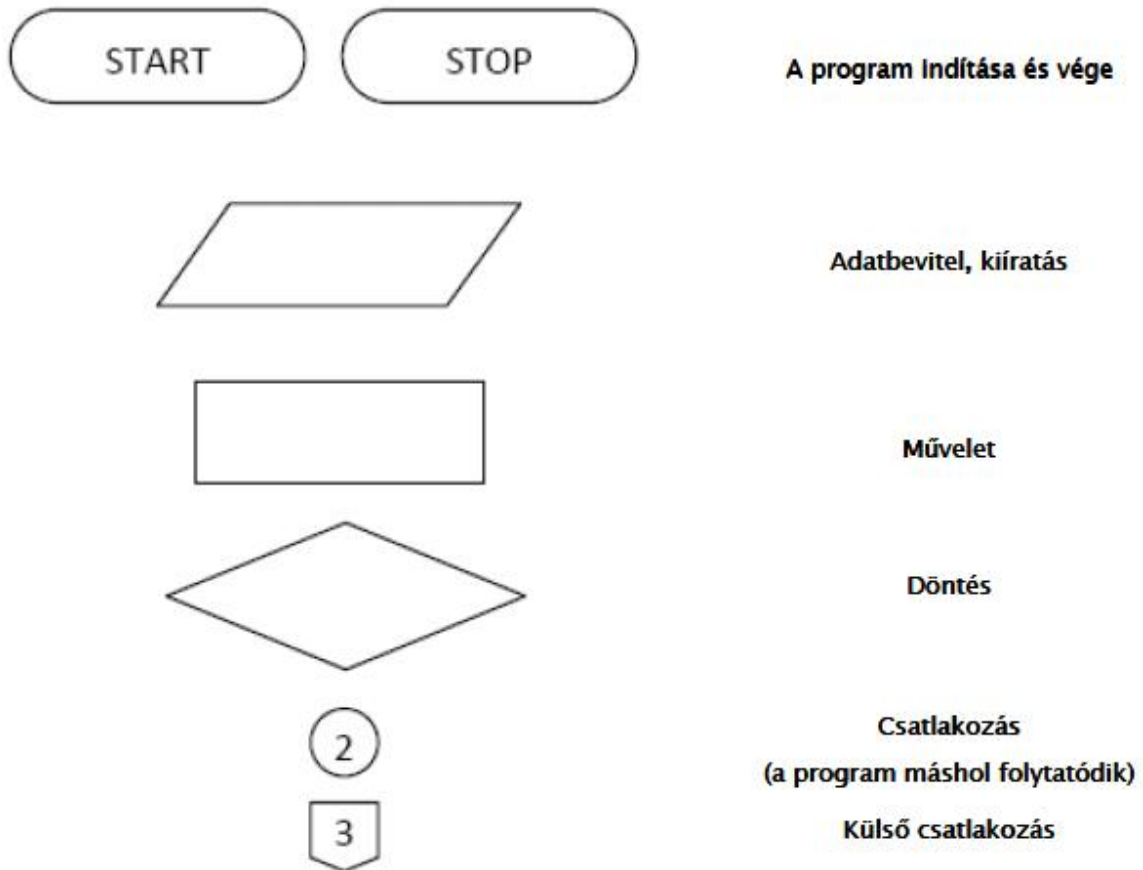 START STOP A program Indítása és vége
Adatbevitel, kiíratás
Művelet
Döntés
2 Csatlakozás
(a program máshol folytatódik)
3 Külső csatlakozás